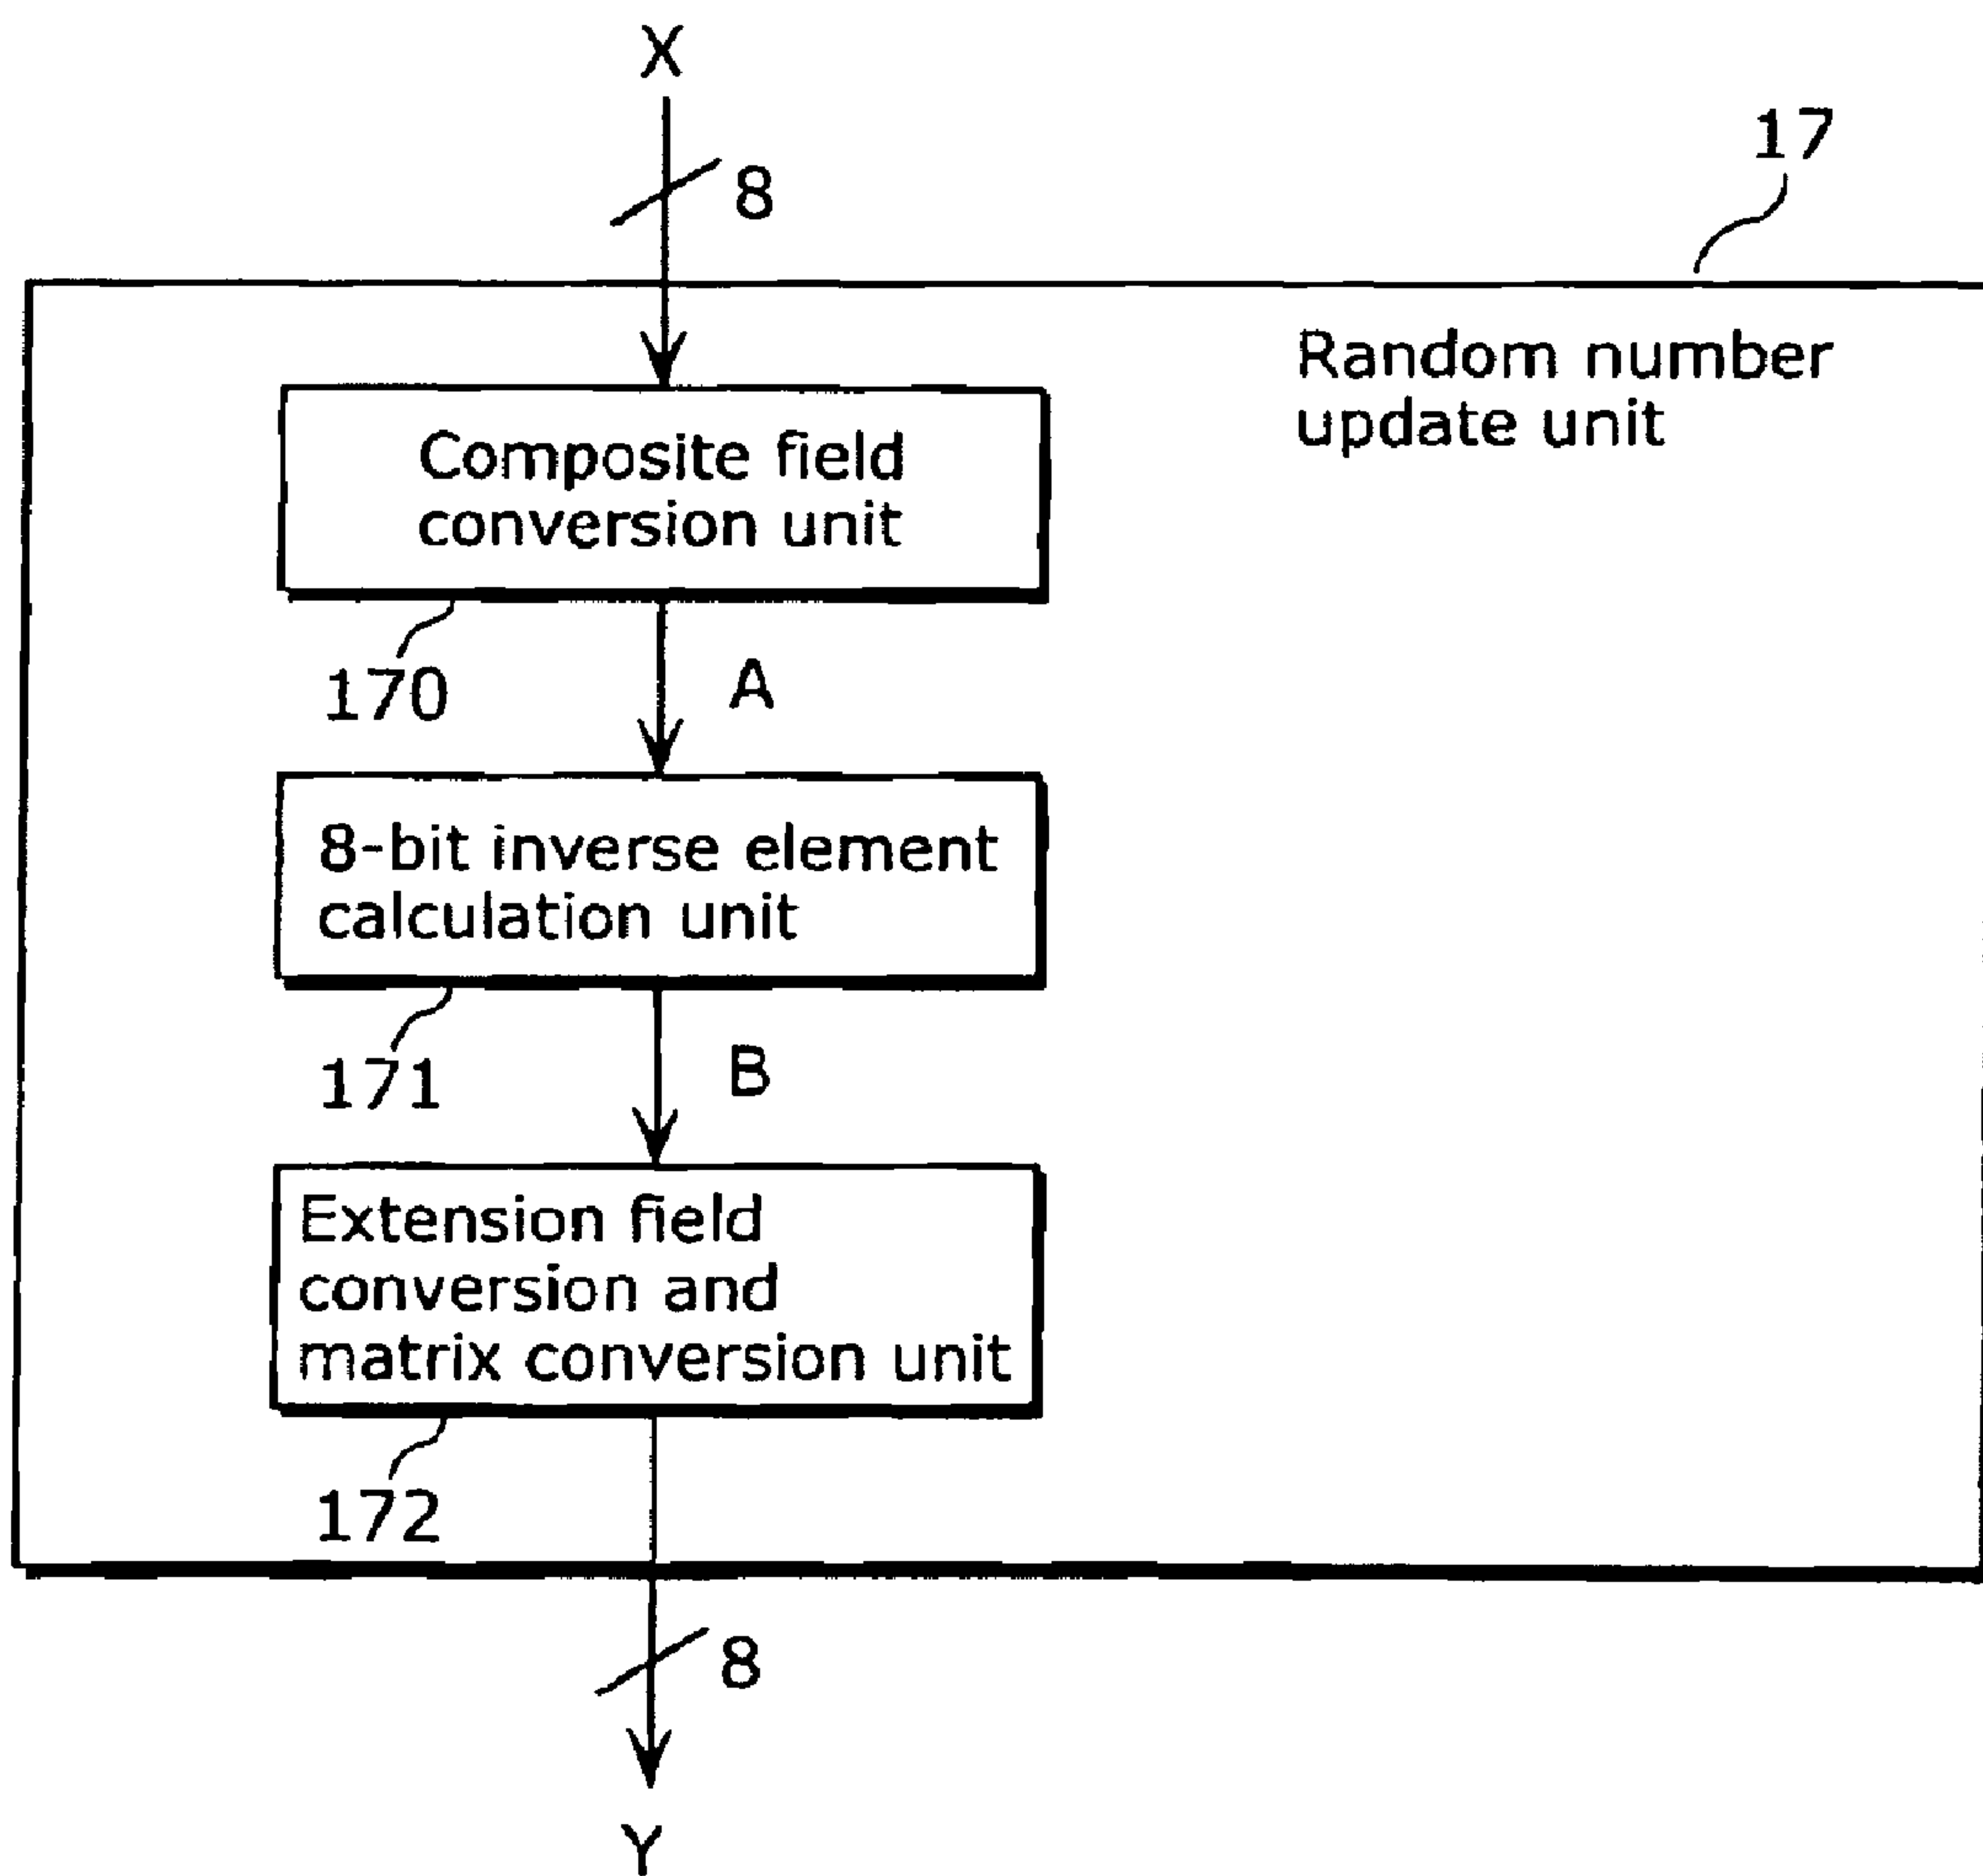 X
8
17
Random number
update unit
Composite field
conversion unit
170
A
8-bit inverse element
calculation unit
171
B
Extension field
conversion and
matrix conversion unit
172
8
Y